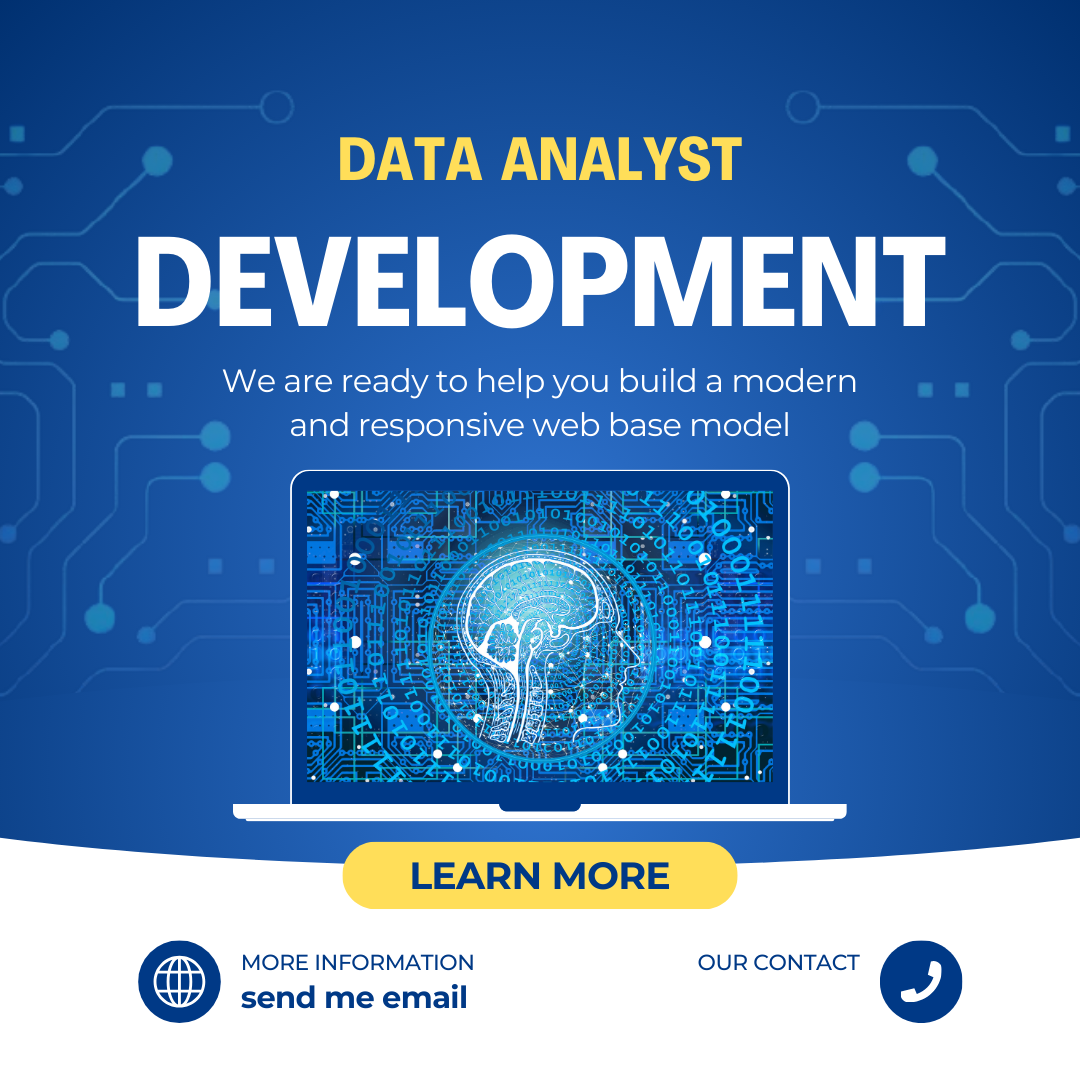 DATA ANALYST
DEVELOPMENT
We are ready to help you build a modern
and responsive web base model
LEARN MORE
MORE INFORMATION
send me email
OUR CONTACT